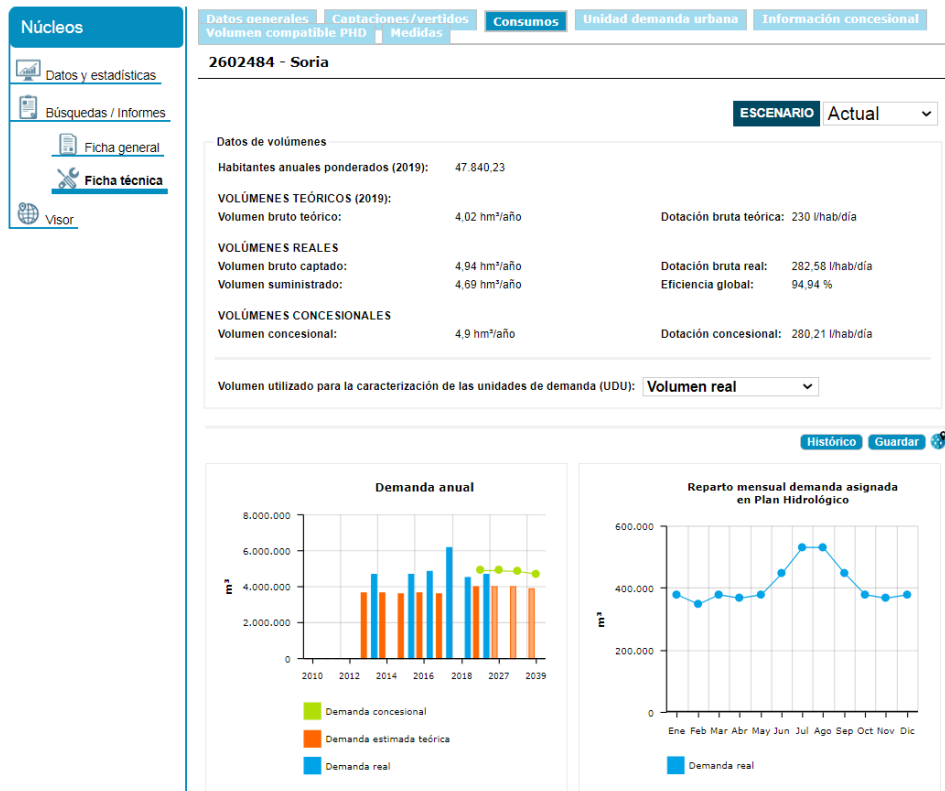 Núcleos
Datos y estadísticas
Búsquedas / Informes
Ficha general
Ficha técnica
Visor
Datos generales
Captaciones/vertidos
Consumos
Unidad demanda urbana
Información concesional
Volumen compatible PHD
Medidas
2602484 - Soria
ESCENARIO Actual
Datos de volúmenes
Habitantes anuales ponderados (2019): 47.840,23
VOLÚMENES TEÓRICOS (2019):
Volumen bruto teórico: 4,02 hm³/año Dotación bruta teórica: 230 l/hab/día
VOLÚMENES REALES
Volumen bruto captado: 4,94 hm³/año Dotación bruta real: 282,58 l/hab/día
Volumen suministrado: 4,69 hm³/año Eficiencia global: 94,94 %
VOLÚMENES CONCESIONALES
Volumen concesional: 4,9 hm³/año Dotación concesional: 280,21 l/hab/día
Volumen utilizado para la caracterización de las unidades de demanda (UDU): Volumen real
Histórico Guardar
Demanda anual
8.000.000
6.000.000
4.000.000
2.000.000
0
m³
2010 2012 2014 2016 2018 2027 2039
Demanda concesional
Demanda estimada teórica
Demanda real
Reparto mensual demanda asignada
en Plan Hidrológico
600.000
400.000
200.000
0
m³
Ene Feb Mar Abr May Jun Jul Ago Sep Oct Nov Dic
Demanda real